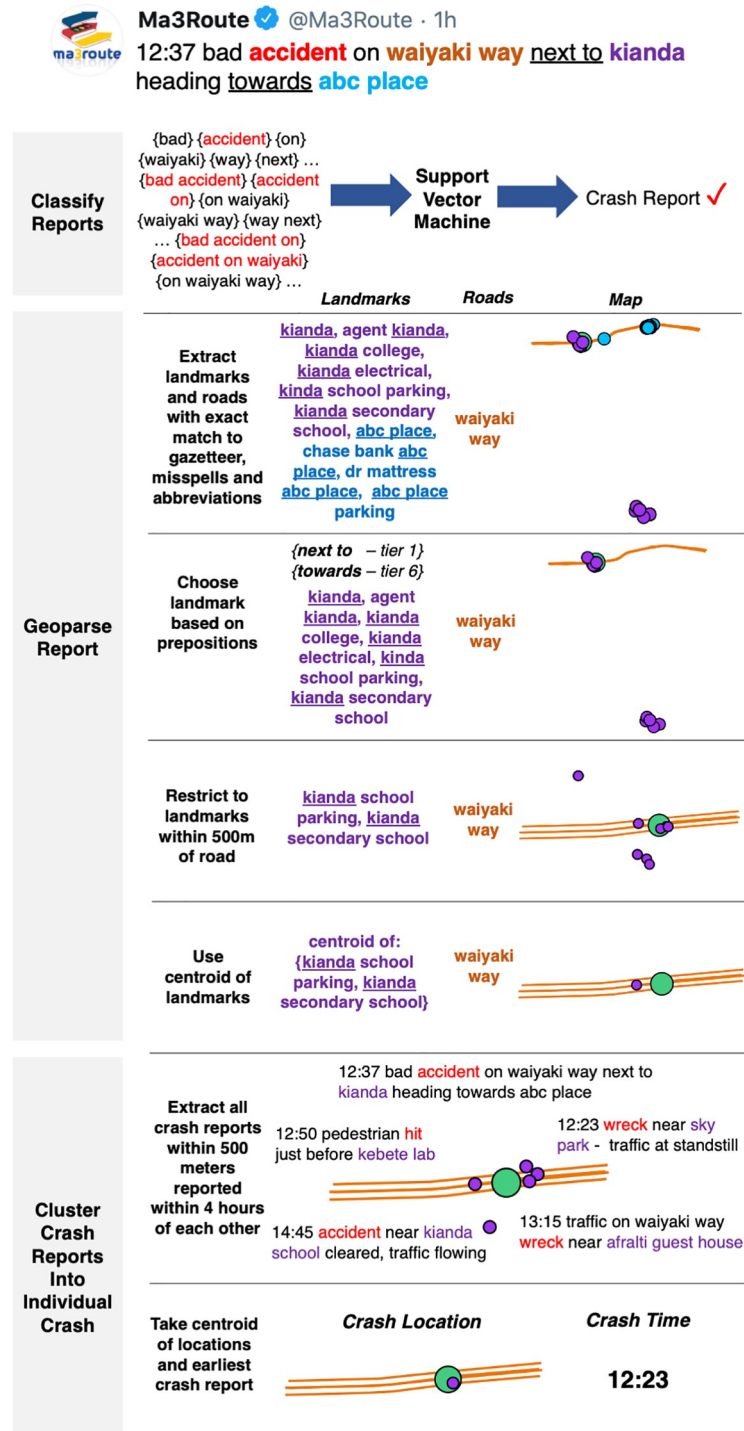 ma3route
Ma3Route @Ma3Route · 1h
12:37 bad accident on waiyaki way next to kianda
heading towards abc place
Classify
Reports
{bad} {accident} {on}
{waiyaki} {way} {next} ...
{bad accident} {accident
on} {on waiyaki}
{waiyaki way} {way next}
... {bad accident on}
{accident on waiyaki}
{on waiyaki way} ...
Support
Vector
Machine
Crash Report ✓
Landmarks
Roads
Map
Geoparse
Report
Extract
landmarks
and roads
with exact
match to
gazetteer,
misspells and
abbreviations
kianda, agent kianda,
kianda college,
kianda electrical,
kinda school parking,
kianda secondary
school, abc place,
chase bank abc
place, dr mattress
abc place, abc place
parking
waiyaki
way
Choose
landmark
based on
prepositions
{next to – tier 1}
{towards – tier 6}
kianda, agent
kianda, kianda
college, kianda
electrical, kinda
school parking,
kianda secondary
school
waiyaki
way
Restrict to
landmarks
within 500m
of road
kianda school
parking, kianda
secondary school
waiyaki
way
Use
centroid of
landmarks
centroid of:
{kianda school
parking, kianda
secondary school}
waiyaki
way
Cluster
Crash
Reports
Into
Individual
Crash
Extract all
crash reports
within 500
meters
reported
within 4 hours
of each other
12:37 bad accident on waiyaki way next to
kianda heading towards abc place
12:50 pedestrian hit
just before kebete lab
12:23 wreck near sky
park - traffic at standstill
14:45 accident near kianda
school cleared, traffic flowing
13:15 traffic on waiyaki way
wreck near afralti guest house
Take centroid
of locations
and earliest
crash report
Crash Location
Crash Time
12:23